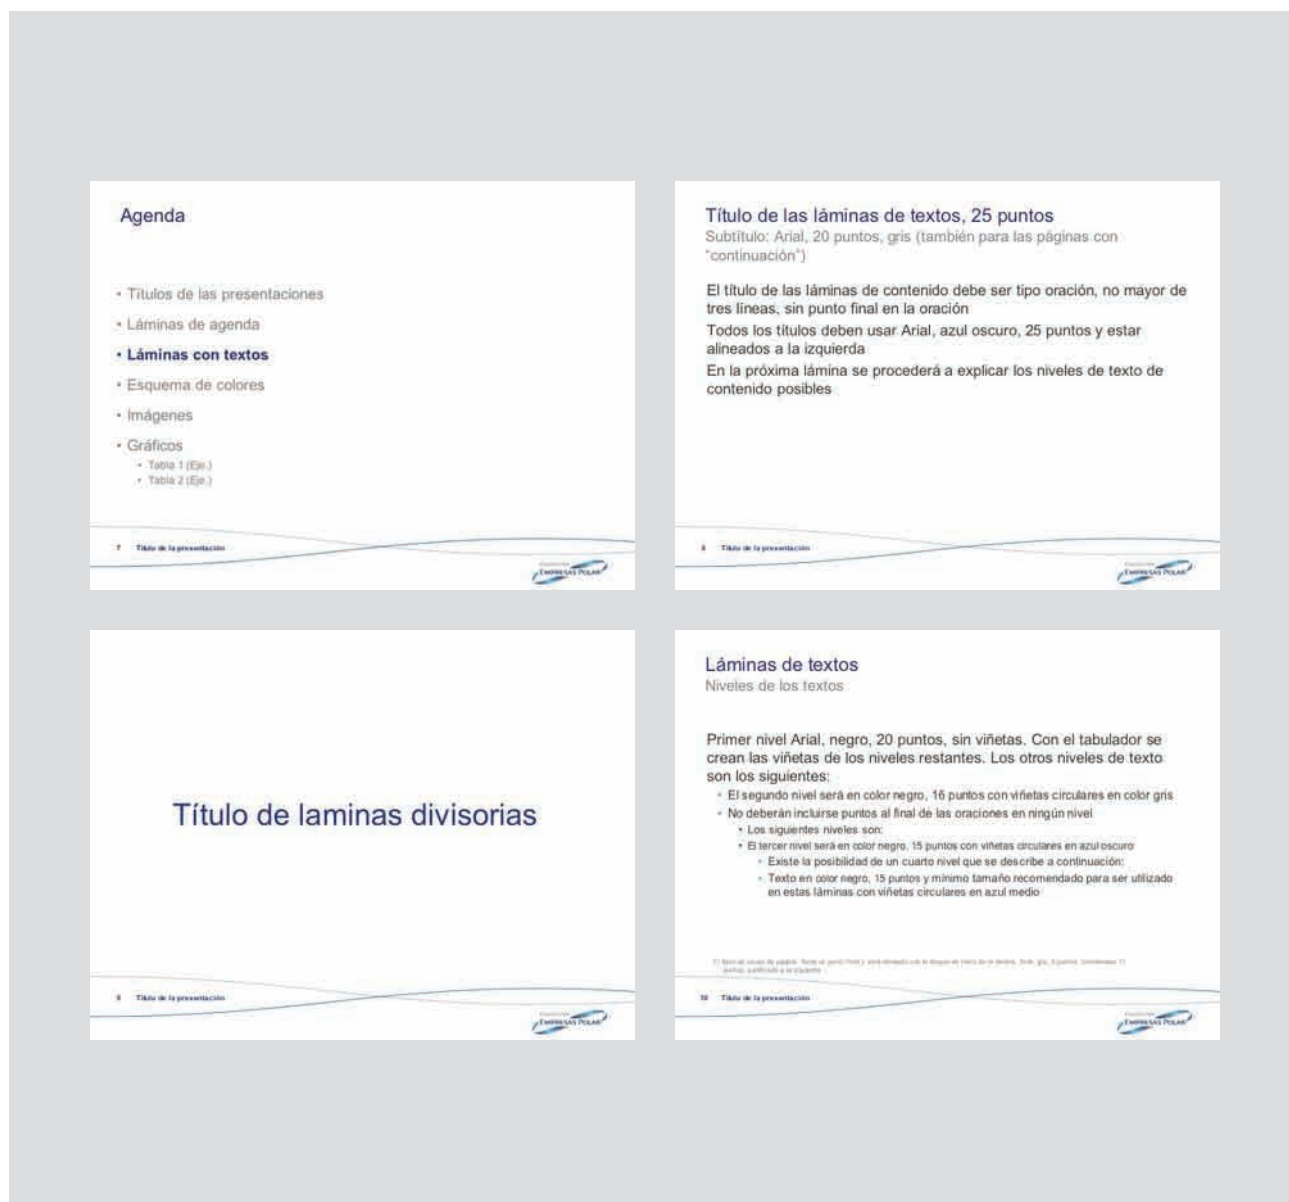 Agenda
• Títulos de las presentaciones
• Láminas de agenda
• Láminas con textos
• Esquema de colores
• Imágenes
• Gráficos
• Tabla 1 (Eje.)
• Tabla 2 (Eje.)
7 Título de la presentación
EMPRESAS POLAR
Título de las láminas de textos, 25 puntos
Subtítulo: Arial, 20 puntos, gris (también para las páginas con
"continuación")
El título de las láminas de contenido debe ser tipo oración, no mayor de
tres líneas, sin punto final en la oración
Todos los títulos deben usar Arial, azul oscuro, 25 puntos y estar
alineados a la izquierda
En la próxima lámina se procederá a explicar los niveles de texto de
contenido posibles
Título de la presentación
EMPRESAS POLAR
Título de laminas divisorias
9 Título de la presentación
EMPRESAS POLAR
Láminas de textos
Niveles de los textos
Primer nivel Arial, negro, 20 puntos, sin viñetas. Con el tabulador se
crean las viñetas de los niveles restantes. Los otros niveles de texto
son los siguientes:
• El segundo nivel será en color negro, 16 puntos con viñetas circulares en color gris
• No deberán incluirse puntos al final de las oraciones en ningún nivel
• Los siguientes niveles son:
• El tercer nivel será en color negro, 15 puntos con viñetas circulares en azul oscuro
• Existe la posibilidad de un cuarto nivel que se describe a continuación:
• Texto en color negro, 15 puntos y mínimo tamaño recomendado para ser utilizado
en estas láminas con viñetas circulares en azul medio
10 Título de la presentación
EMPRESAS POLAR